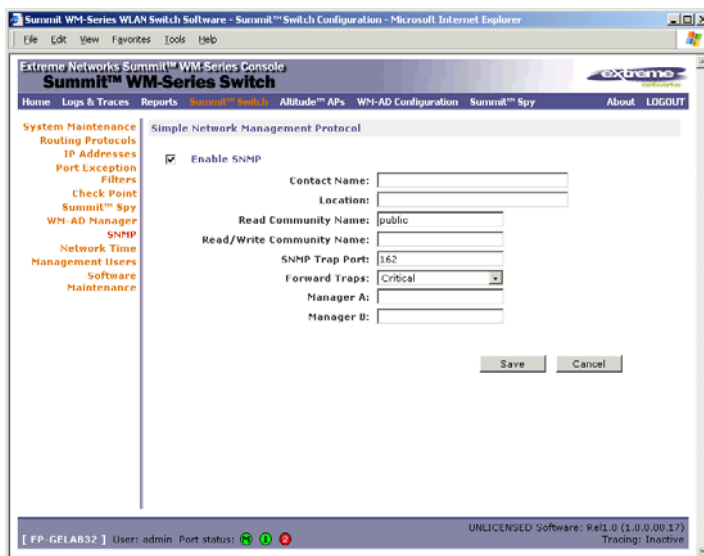 Summit WM-Series WLAN Switch Software - Summit™ Switch Configuration - Microsoft Internet Explorer
File Edit View Favorites Tools Help
Extreme Networks Summit™ WM-Series Console
Summit™ WM-Series Switch
extreme
networks
Home Logs & Traces Reports Summit™ Switch Altitude™ APs WM-AD Configuration Summit™ Spy About LOGOUT
System Maintenance
Routing Protocols
IP Addresses
Port Exception
Filters
Check Point
Summit™ Spy
WM-AD Manager
SNMP
Network Time
Management Users
Software
Maintenance
Simple Network Management Protocol
Enable SNMP
Contact Name:
Location:
Read Community Name: public
Read/Write Community Name:
SNMP Trap Port: 162
Forward Traps: Critical
Manager A:
Manager B:
Save Cancel
[ FP-GELAB32 ] User: admin Port status: M 1 2
UNLICENSED Software: Rel1.0 (1.0.0.00.17)
Tracing: Inactive